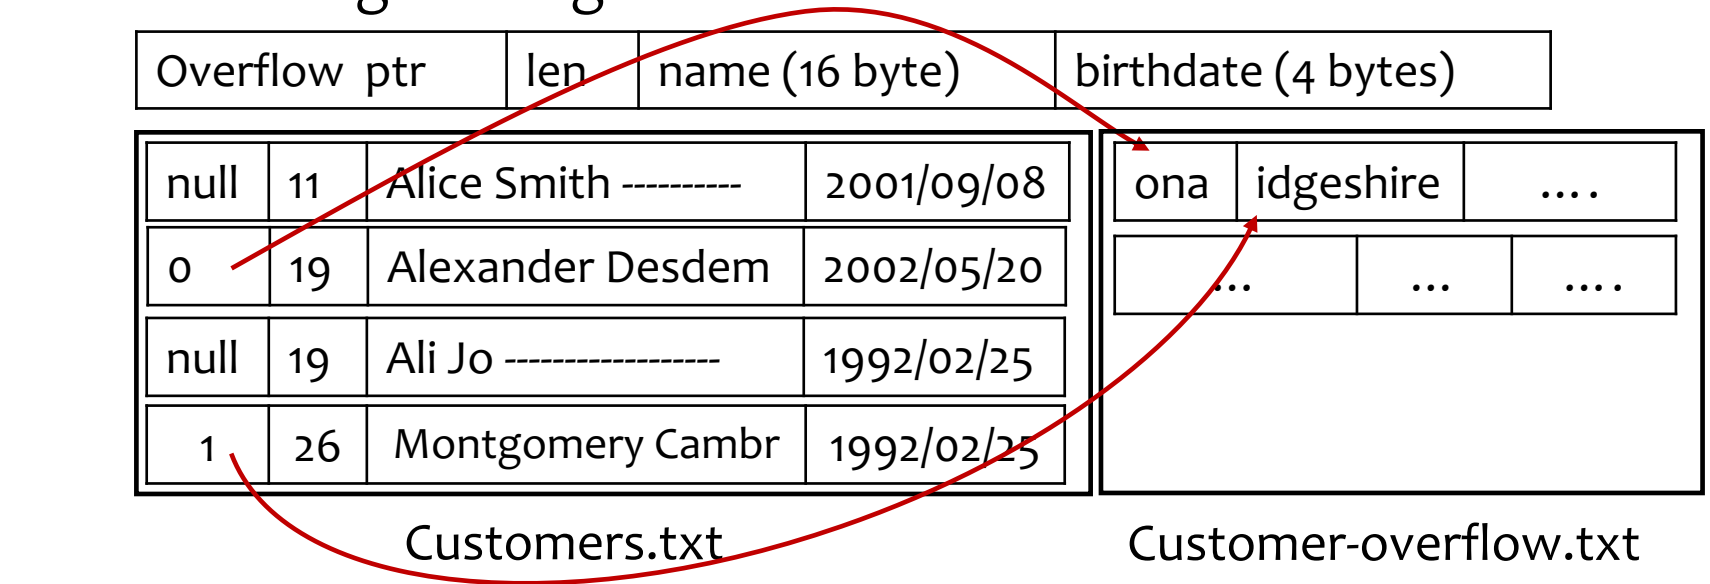 Overflow ptr len name (16 byte) birthdate (4 bytes)
null 11 Alice Smith ---------- 2001/09/08 ona idgeshire ....
0 19 Alexander Desdem 2002/05/20 ... ... ....
null 19 Ali Jo ------------------ 1992/02/25
1 26 Montgomery Cambr 1992/02/25
Customers.txt Customer-overflow.txt